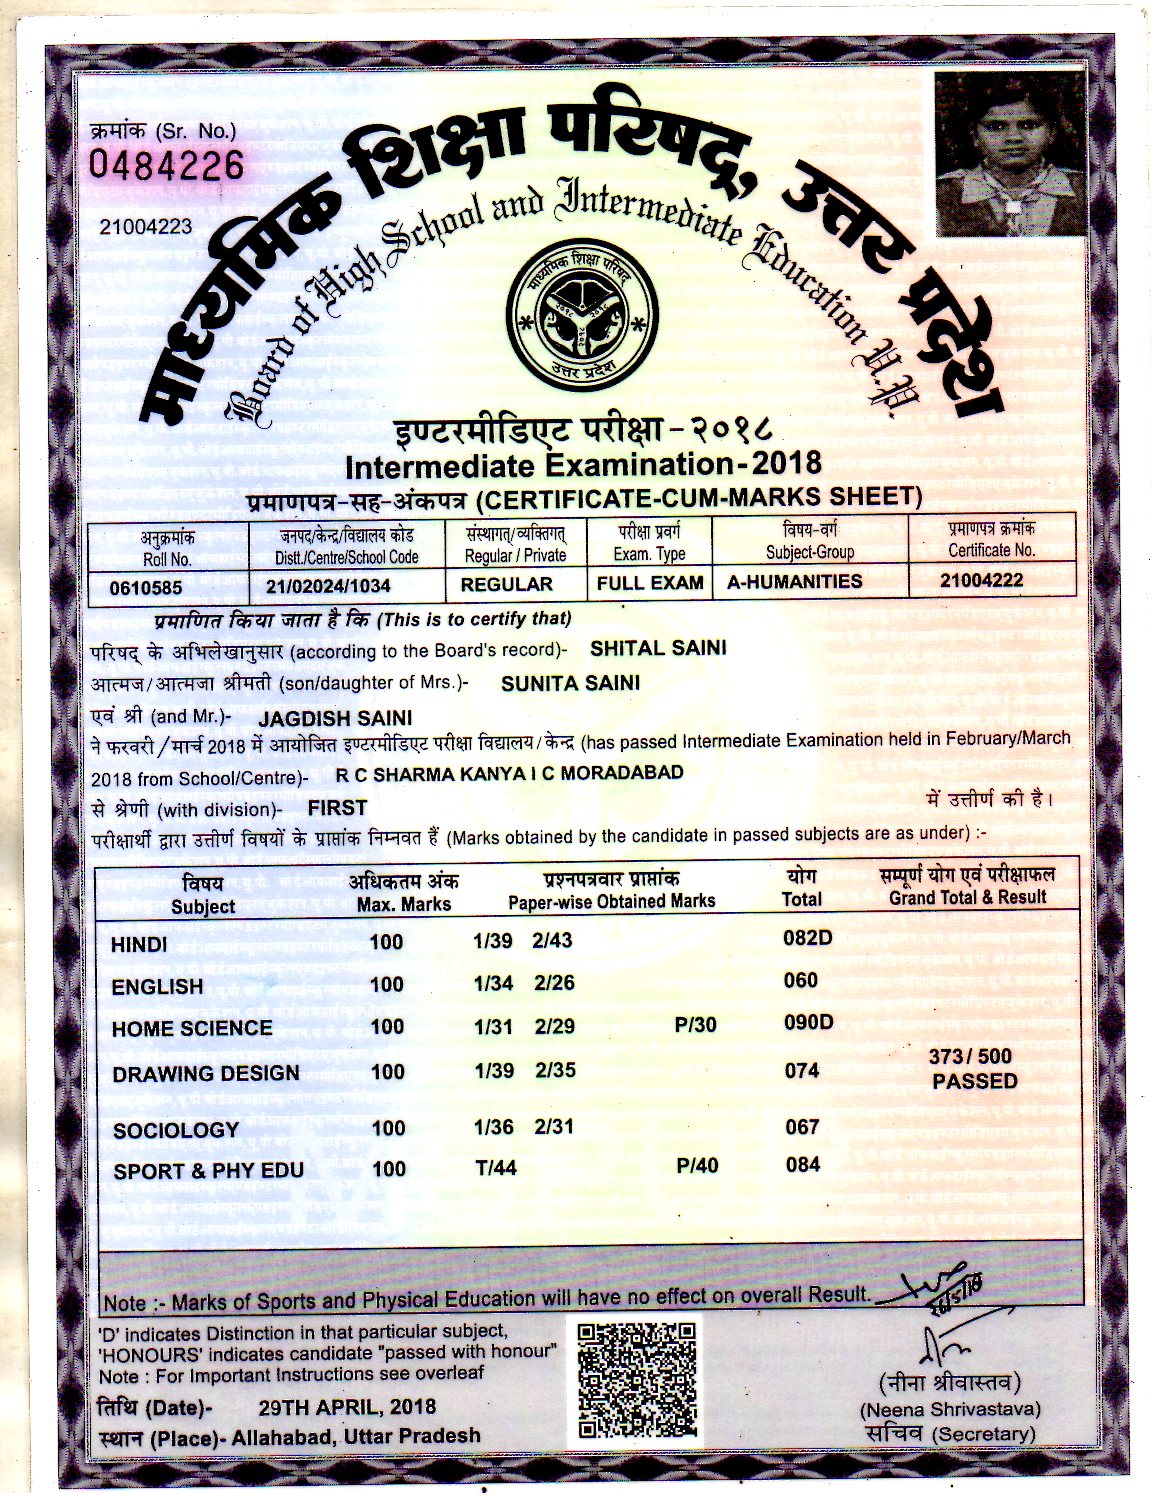 क्रमांक (Sr. No.)
0484226
21004223
माध्यमिक शिक्षा परिषद्, उत्तर प्रदेश
Board of High School and Intermediate Education U.P.
माध्यमिक शिक्षा परिषद्
२०१८ २०१८
२०१८
उत्तर प्रदेश
इण्टरमीडिएट परीक्षा - २०१८
Intermediate Examination - 2018
प्रमाणपत्र-सह-अंकपत्र (CERTIFICATE-CUM-MARKS SHEET)
अनुक्रमांक जनपद/केन्द्र/विद्यालय कोड संस्थागत्/व्यक्तिगत् परीक्षा प्रवर्ग विषय-वर्ग प्रमाणपत्र क्रमांक
Roll No. Distt./Centre/School Code Regular / Private Exam. Type Subject-Group Certificate No.
0610585 21/02024/1034 REGULAR FULL EXAM A-HUMANITIES 21004222
प्रमाणित किया जाता है कि (This is to certify that)
परिषद् के अभिलेखानुसार (according to the Board's record)- SHITAL SAINI
आत्मज/आत्मजा श्रीमती (son/daughter of Mrs.)- SUNITA SAINI
एवं श्री (and Mr.)- JAGDISH SAINI
ने फरवरी/मार्च 2018 में आयोजित इण्टरमीडिएट परीक्षा विद्यालय/केन्द्र (has passed Intermediate Examination held in February/March
2018 from School/Centre)- R C SHARMA KANYA I C MORADABAD
से श्रेणी (with division)- FIRST में उत्तीर्ण की है।
परीक्षार्थी द्वारा उत्तीर्ण विषयों के प्राप्तांक निम्नवत हैं (Marks obtained by the candidate in passed subjects are as under) :-
विषय अधिकतम अंक प्रश्नपत्रवार प्राप्तांक योग सम्पूर्ण योग एवं परीक्षाफल
Subject Max. Marks Paper-wise Obtained Marks Total Grand Total & Result
HINDI 100 1/39 2/43 082D
ENGLISH 100 1/34 2/26 060
HOME SCIENCE 100 1/31 2/29 P/30 090D
DRAWING DESIGN 100 1/39 2/35 074 373/ 500
PASSED
SOCIOLOGY 100 1/36 2/31 067
SPORT & PHY EDU 100 T/44 P/40 084
Note :- Marks of Sports and Physical Education will have no effect on overall Result.
'D' indicates Distinction in that particular subject,
'HONOURS' indicates candidate "passed with honour"
Note : For Important Instructions see overleaf
तिथि (Date)- 29TH APRIL, 2018
स्थान (Place)- Allahabad, Uttar Pradesh
(नीना श्रीवास्तव)
(Neena Shrivastava)
सचिव (Secretary)